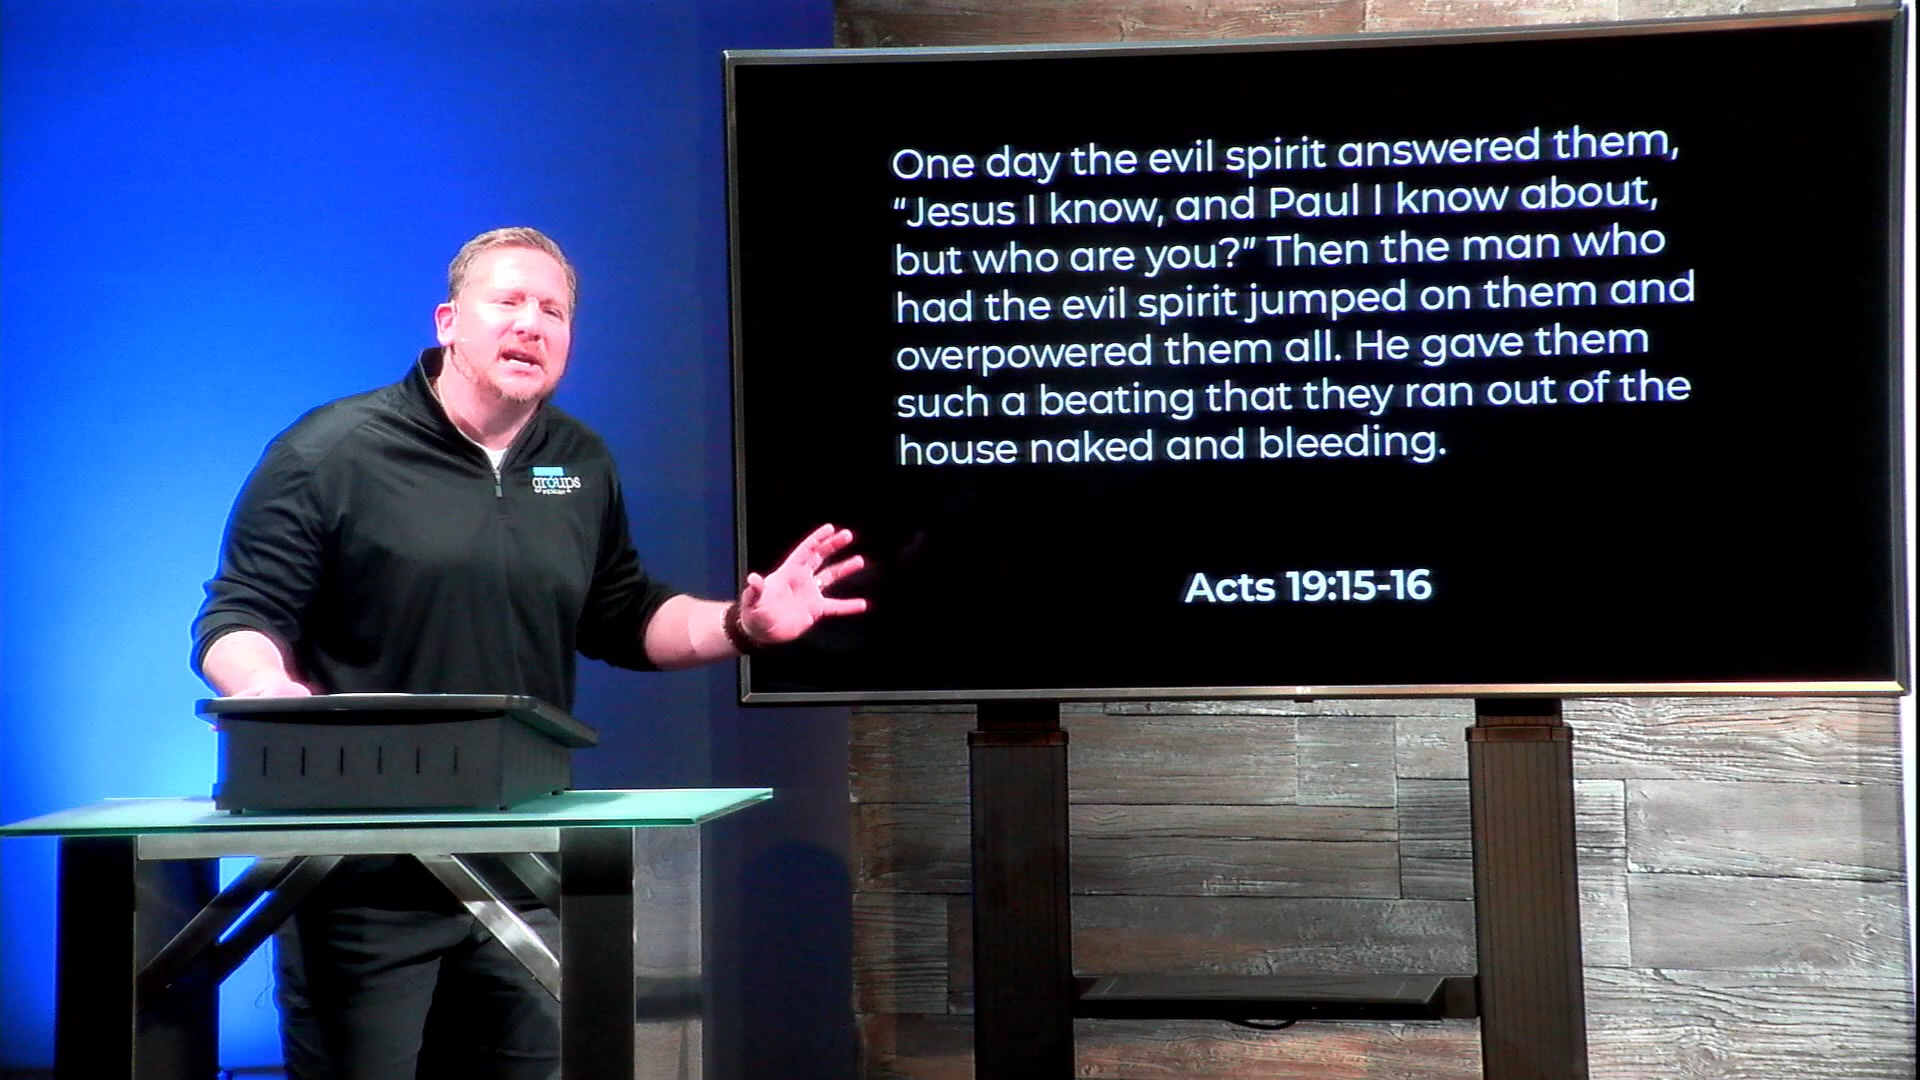 One day the evil spirit answered them,
“Jesus I know, and Paul I know about,
but who are you?” Then the man who
had the evil spirit jumped on them and
overpowered them all. He gave them
such a beating that they ran out of the
house naked and bleeding.
Acts 19:15-16
groups